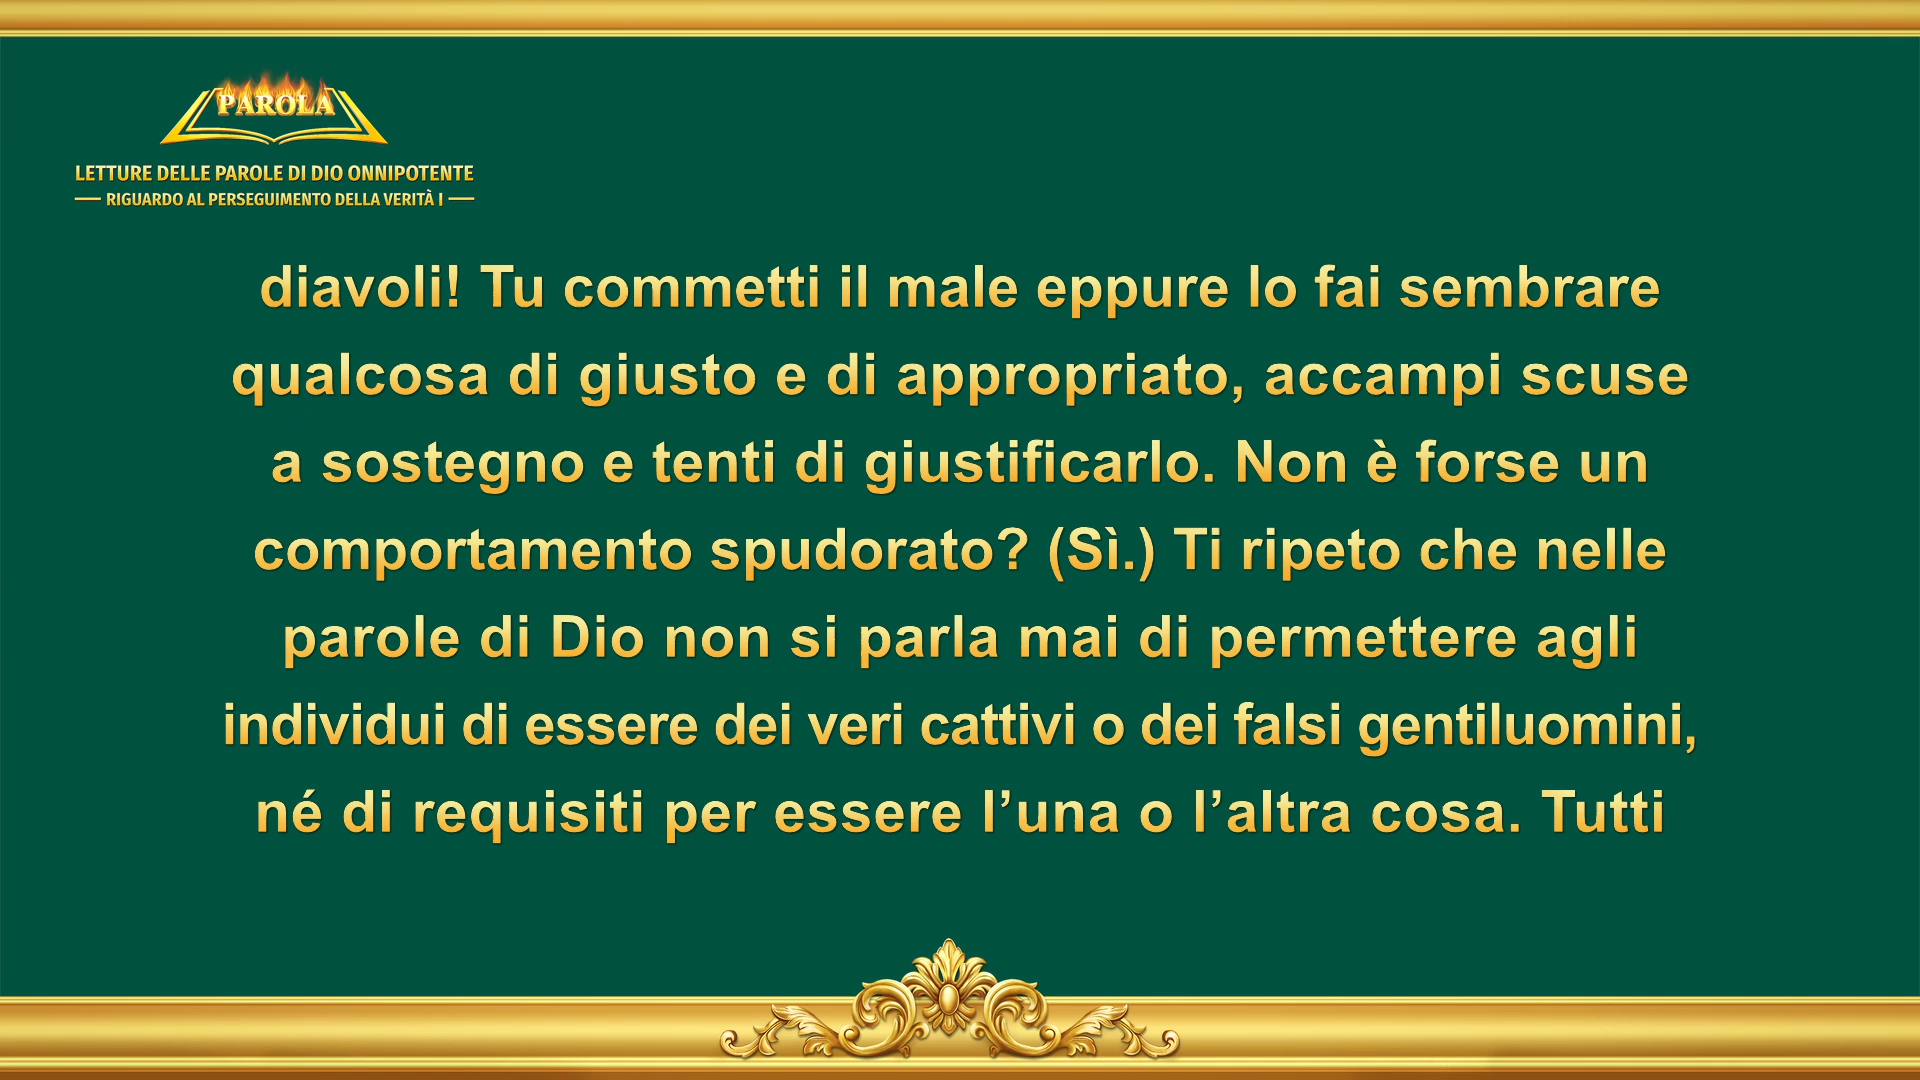 PAROLA
LETTURE DELLE PAROLE DI DIO ONNIPOTENTE
RIGUARDO AL PERSEGUIMENTO DELLA VERITÀ I
diavoli! Tu commetti il male eppure lo fai sembrare
qualcosa di giusto e di appropriato, accampi scuse
a sostegno e tenti di giustificarlo. Non è forse un
comportamento spudorato? (Sì.) Ti ripeto che nelle
parole di Dio non si parla mai di permettere agli
individui di essere dei veri cattivi o dei falsi gentiluomini,
né di requisiti per essere l’una o l’altra cosa. Tutti